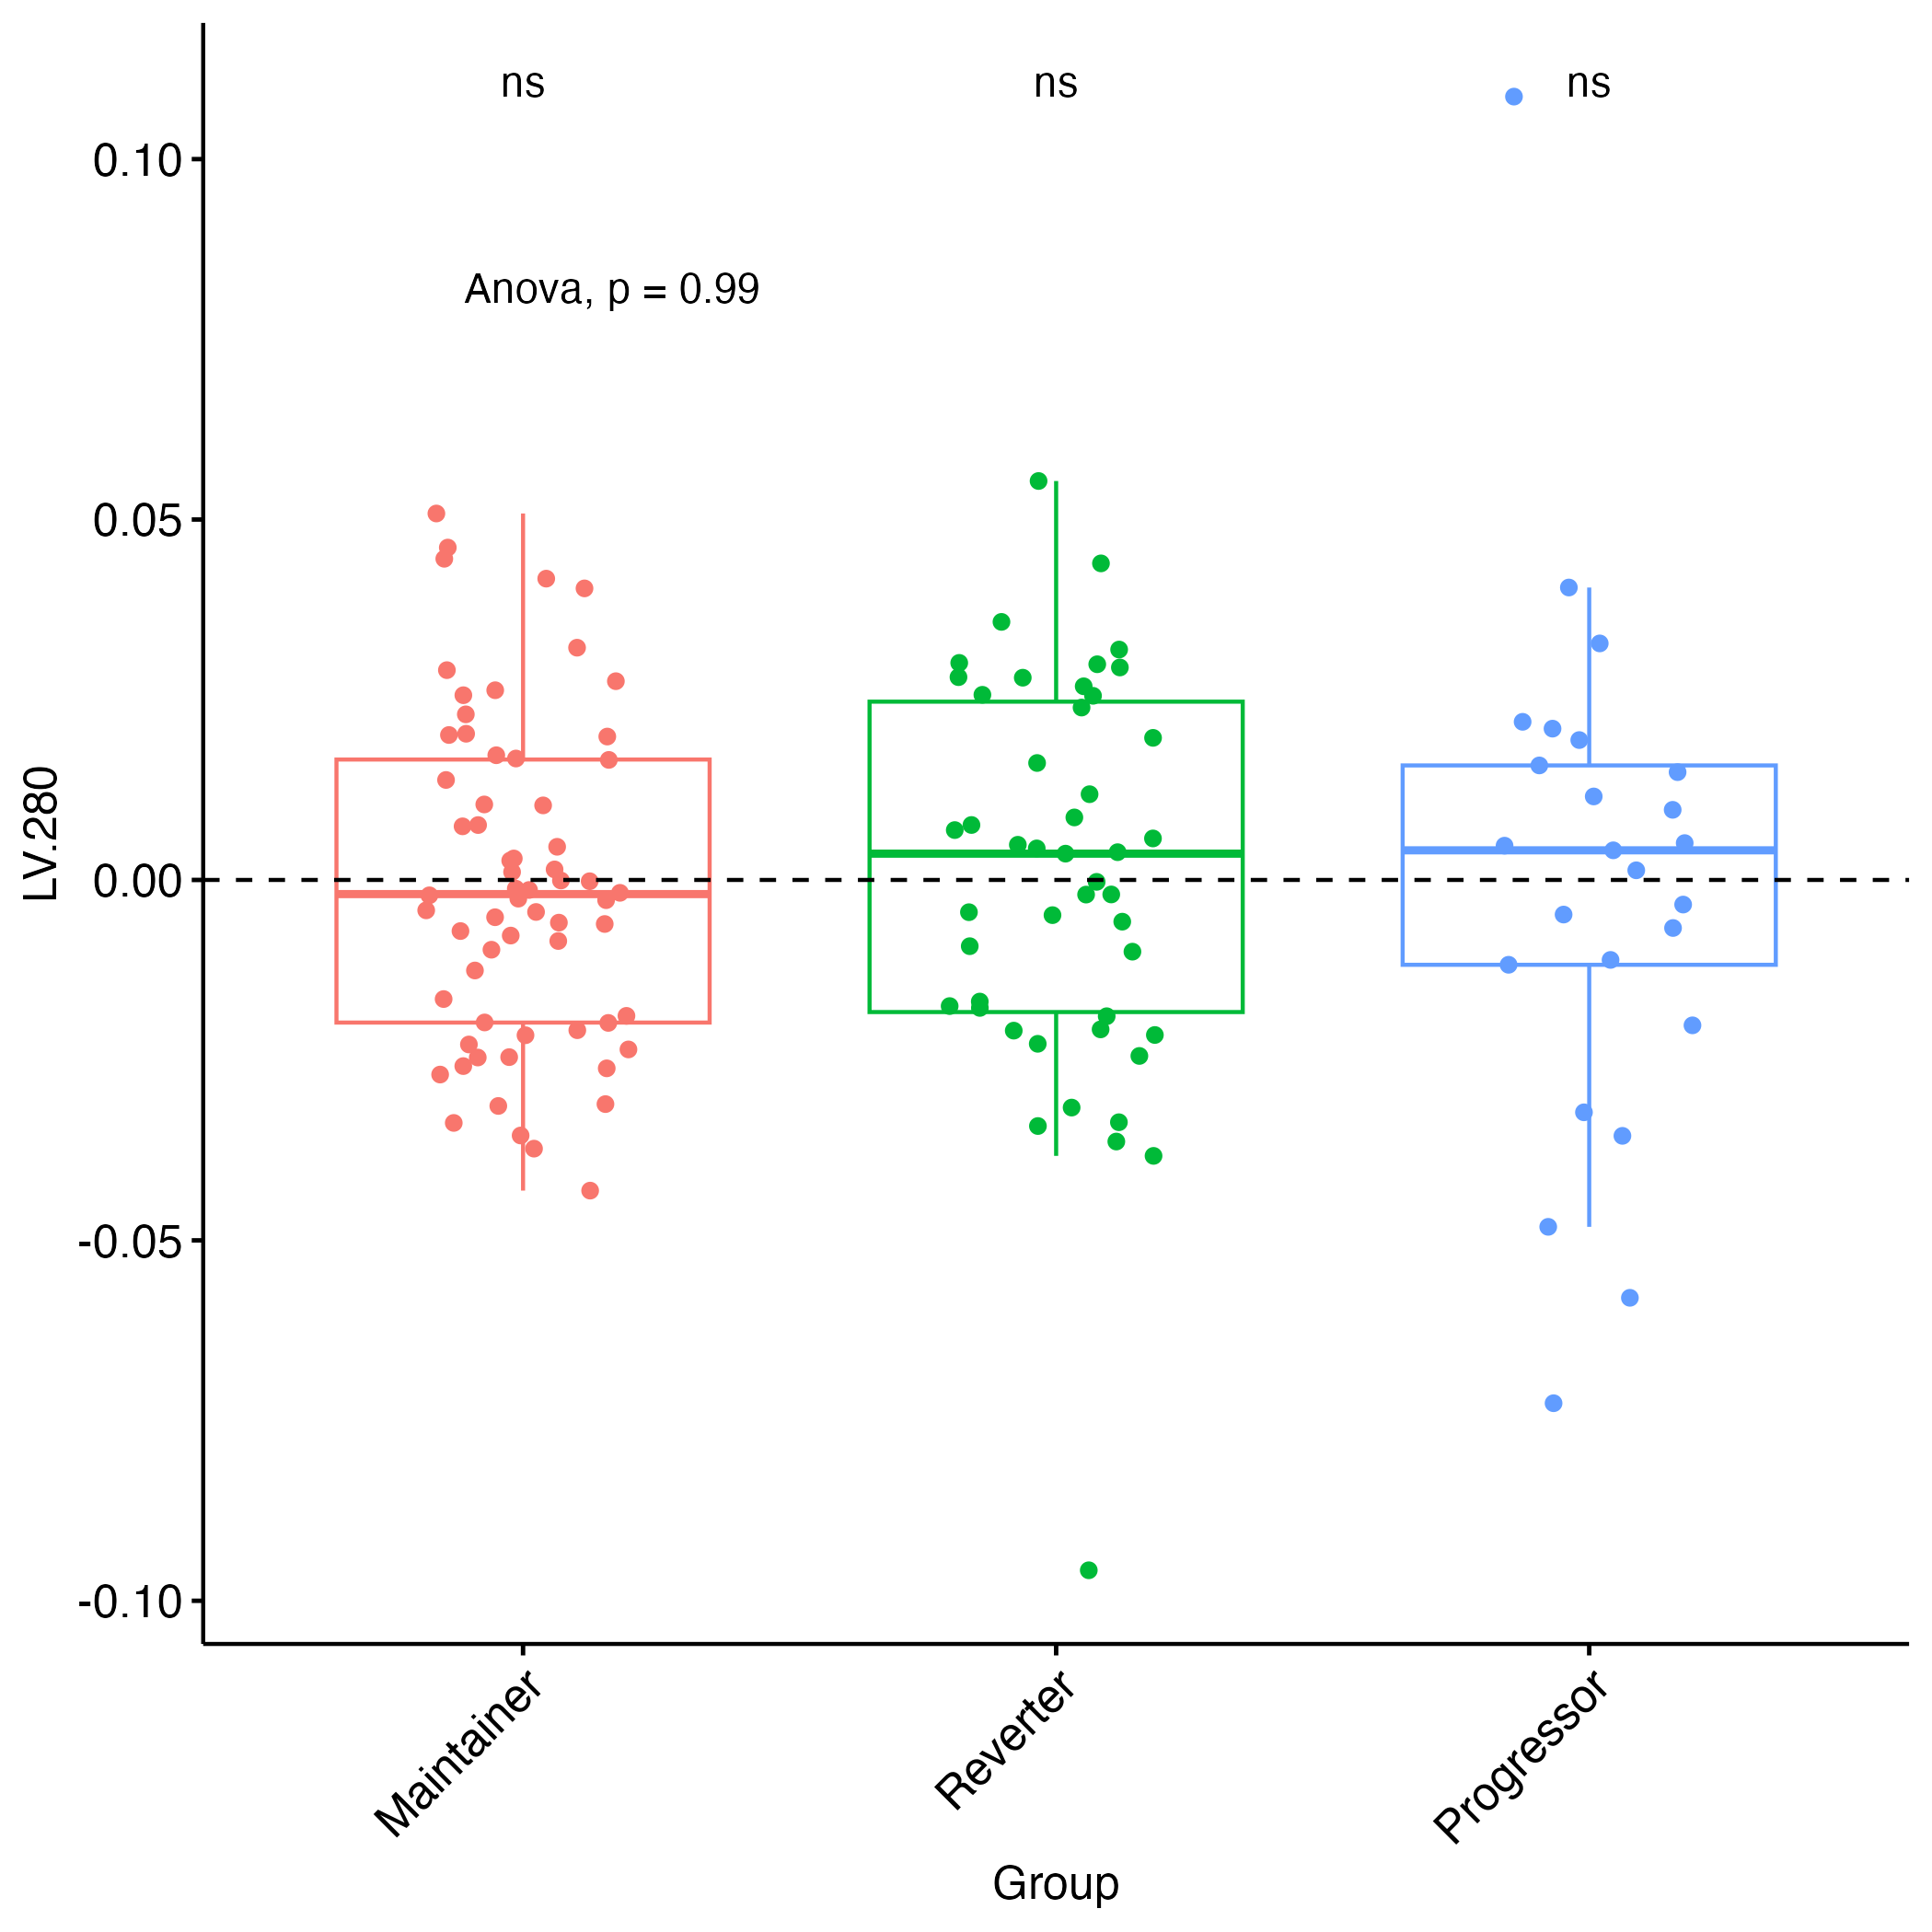 ns ns ns
Anova, p = 0.99
0.10
0.05
0.00
-0.05
-0.10
LV.280
Maintainer
Reverter
Progressor
Group